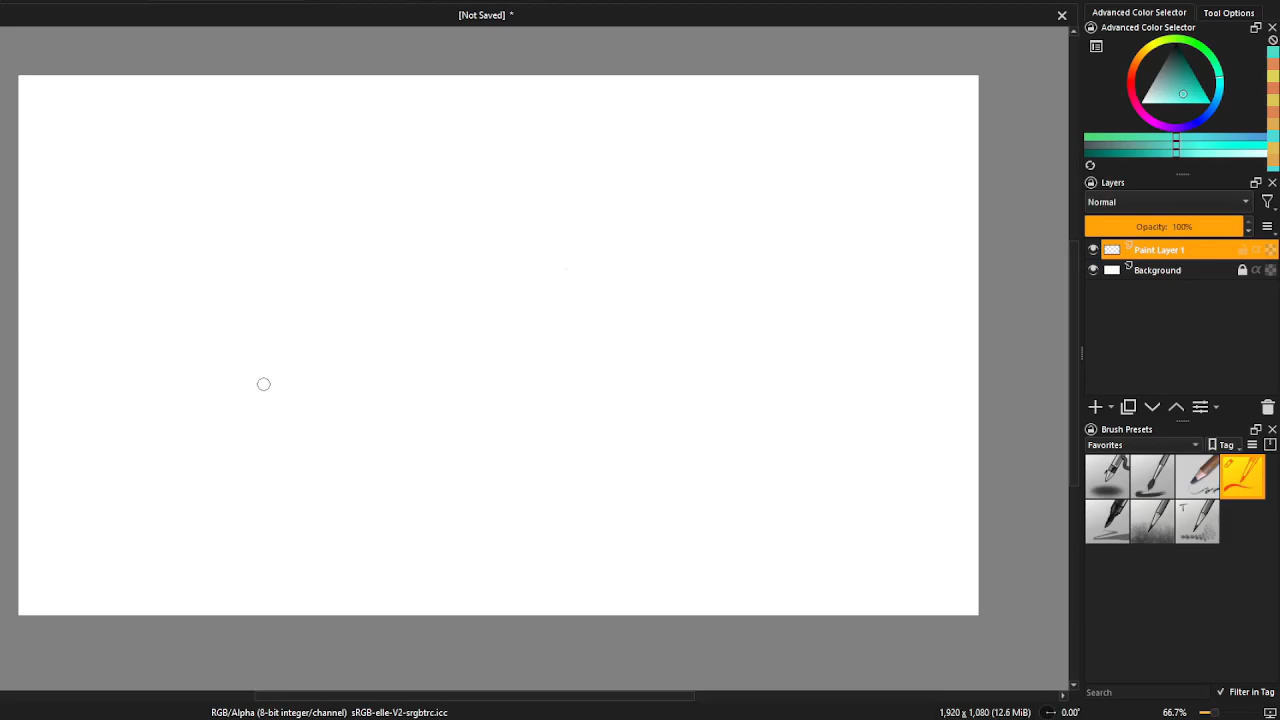 [Not Saved] *
Advanced Color Selector
Tool Options
Advanced Color Selector
Layers
Normal
Opacity: 100%
Paint Layer 1
Background
Brush Presets
Favorites
Tag
Search
Filter in Tag
RGB/Alpha (8-bit integer/channel) sRGB-elle-V2-srgbtrc.icc
1,920 x 1,080 (12.6 MiB)
0.00°
66.7%